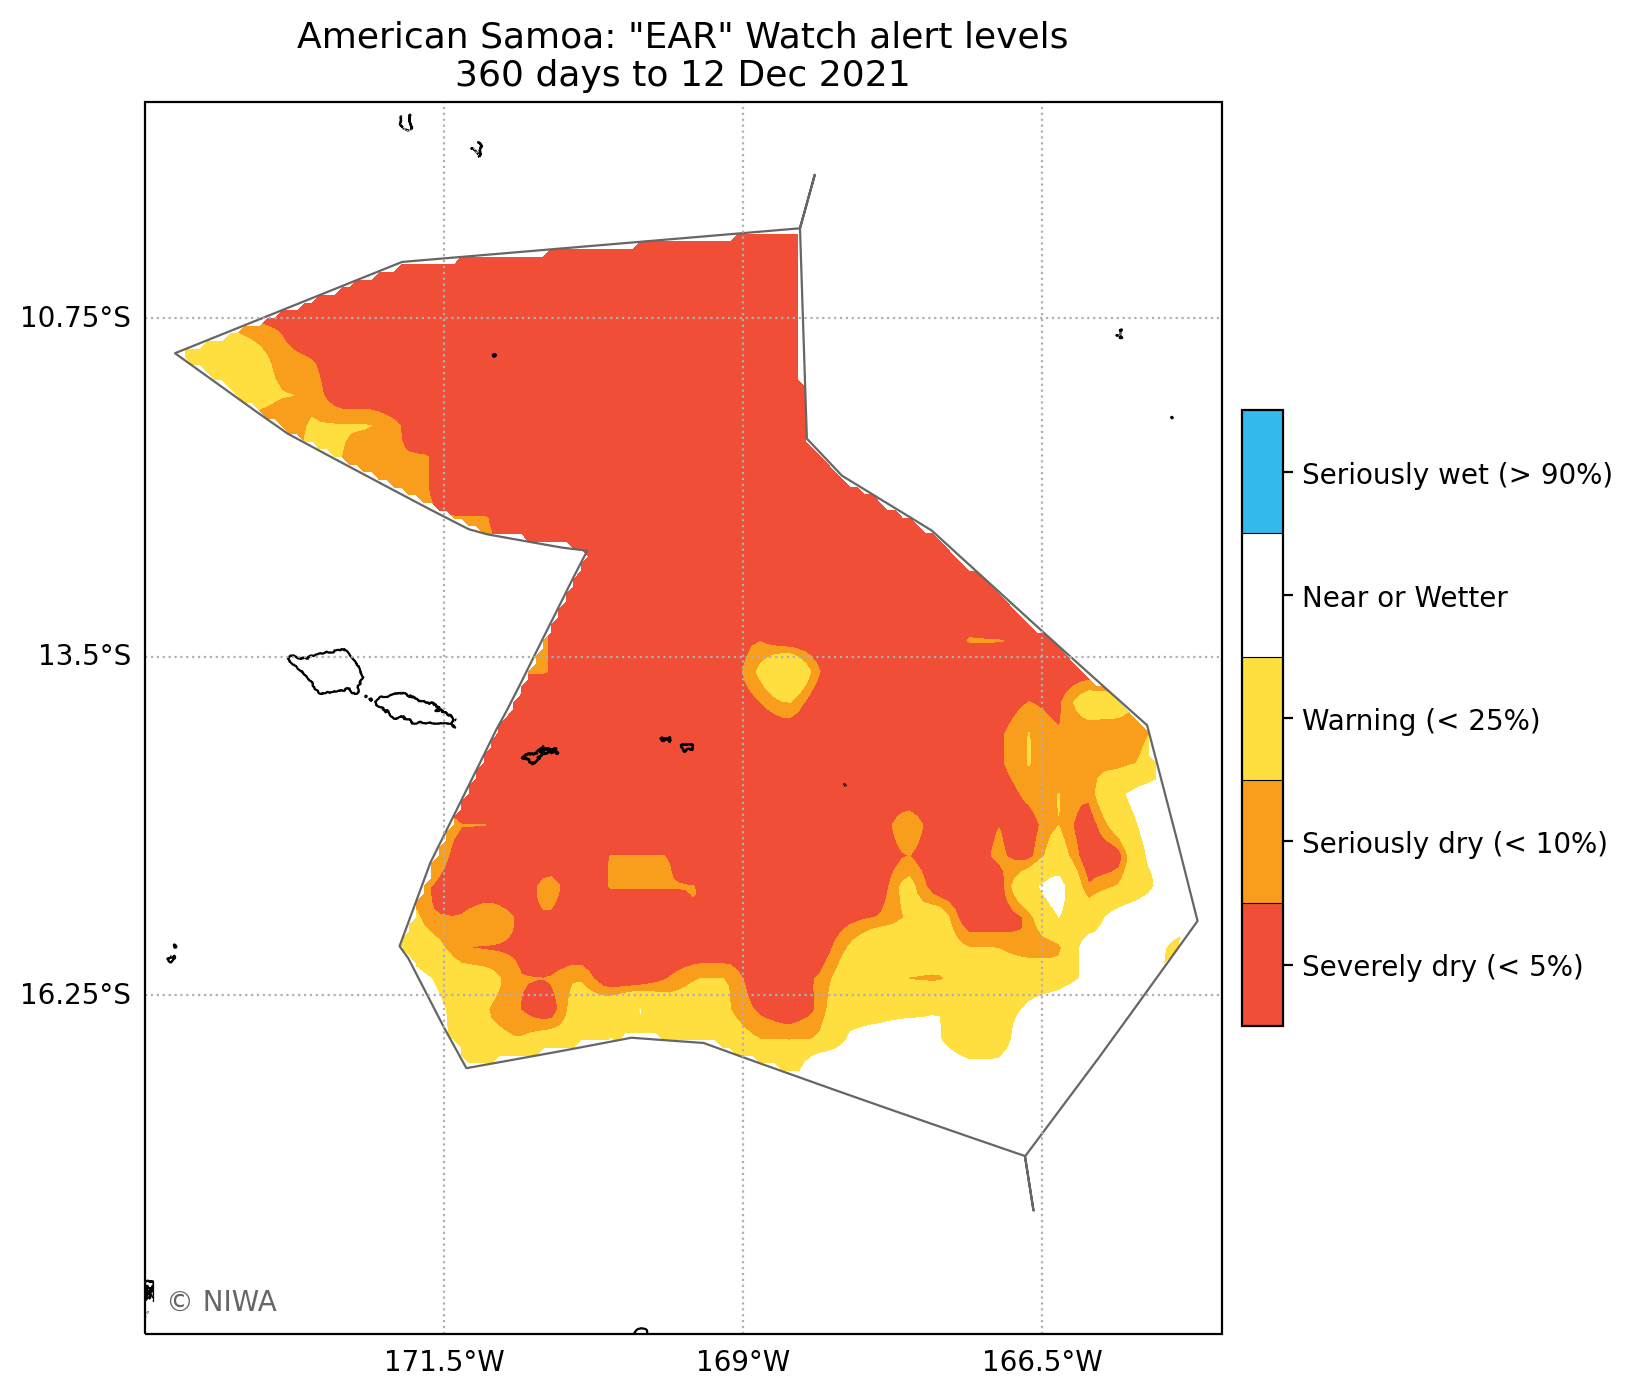 American Samoa: "EAR" Watch alert levels
360 days to 12 Dec 2021
10.75°S
13.5°S
16.25°S
171.5°W
169°W
166.5°W
Seriously wet (> 90%)
Near or Wetter
Warning (< 25%)
Seriously dry (< 10%)
Severely dry (< 5%)
© NIWA